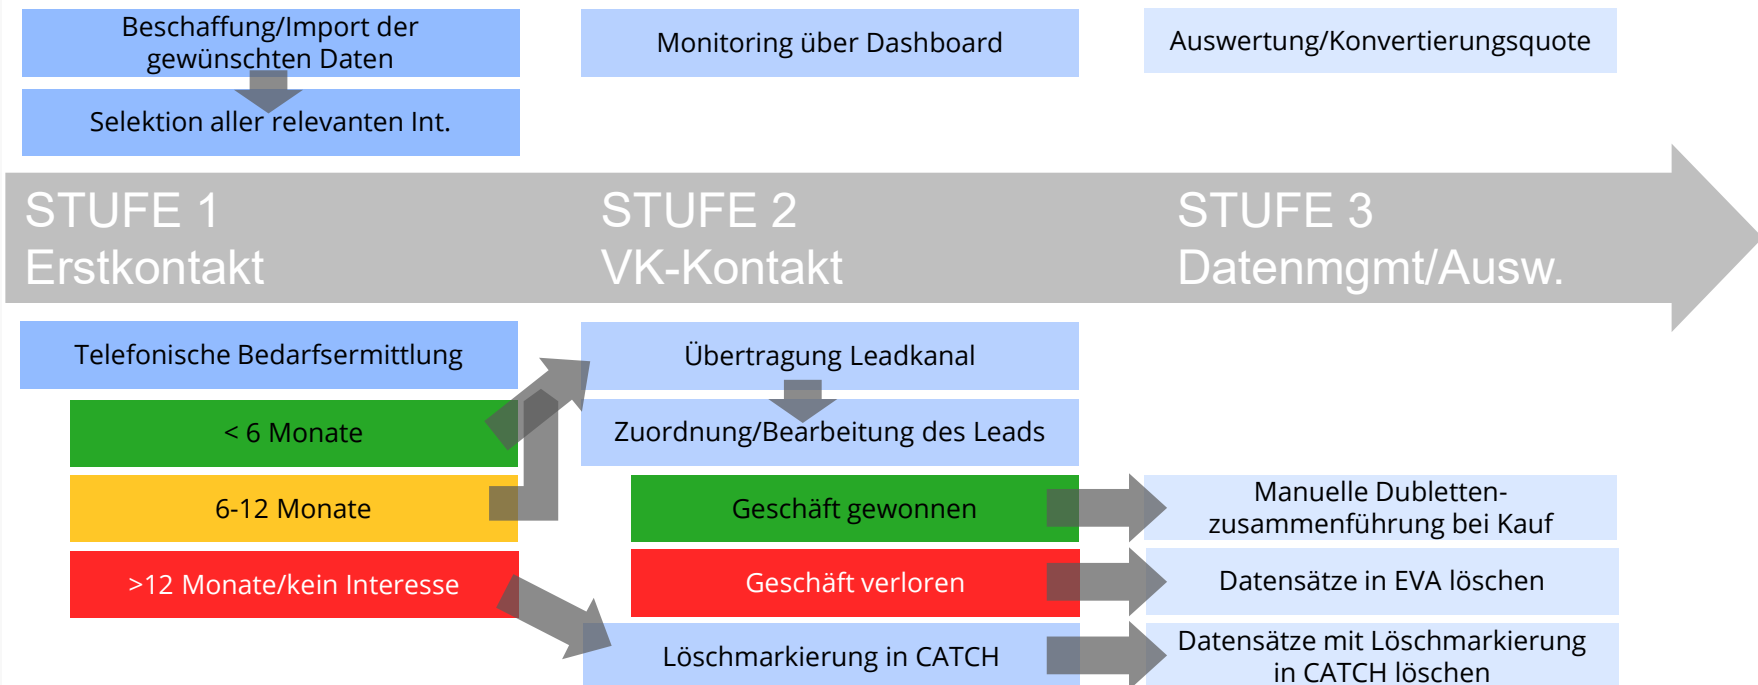 Beschaffung/Import der
gewünschten Daten
Selektion aller relevanten Int.
Monitoring über Dashboard
Auswertung/Konvertierungsquote
STUFE 1
Erstkontakt
STUFE 2
VK-Kontakt
STUFE 3
Datenmgmt/Ausw.
Telefonische Bedarfsermittlung
< 6 Monate
6-12 Monate
>12 Monate/kein Interesse
Übertragung Leadkanal
Zuordnung/Bearbeitung des Leads
Geschäft gewonnen
Geschäft verloren
Löschmarkierung in CATCH
Manuelle Dubletten-
zusammenführung bei Kauf
Datensätze in EVA löschen
Datensätze mit Löschmarkierung
in CATCH löschen